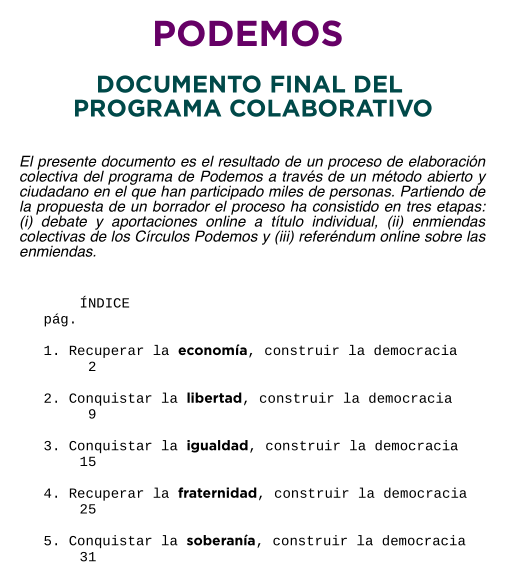 PODEMOS
DOCUMENTO FINAL DEL
PROGRAMA COLABORATIVO
El presente documento es el resultado de un proceso de elaboración
colectiva del programa de Podemos a través de un método abierto y
ciudadano en el que han participado miles de personas. Partiendo de
la propuesta de un borrador el proceso ha consistido en tres etapas:
(i) debate y aportaciones online a título individual, (ii) enmiendas
colectivas de los Círculos Podemos y (iii) referéndum online sobre las
enmiendas.
ÍNDICE
pág.
1. Recuperar la economía, construir la democracia
2
2. Conquistar la libertad, construir la democracia
9
3. Conquistar la igualdad, construir la democracia
15
4. Recuperar la fraternidad, construir la democracia
25
5. Conquistar la soberanía, construir la democracia
31